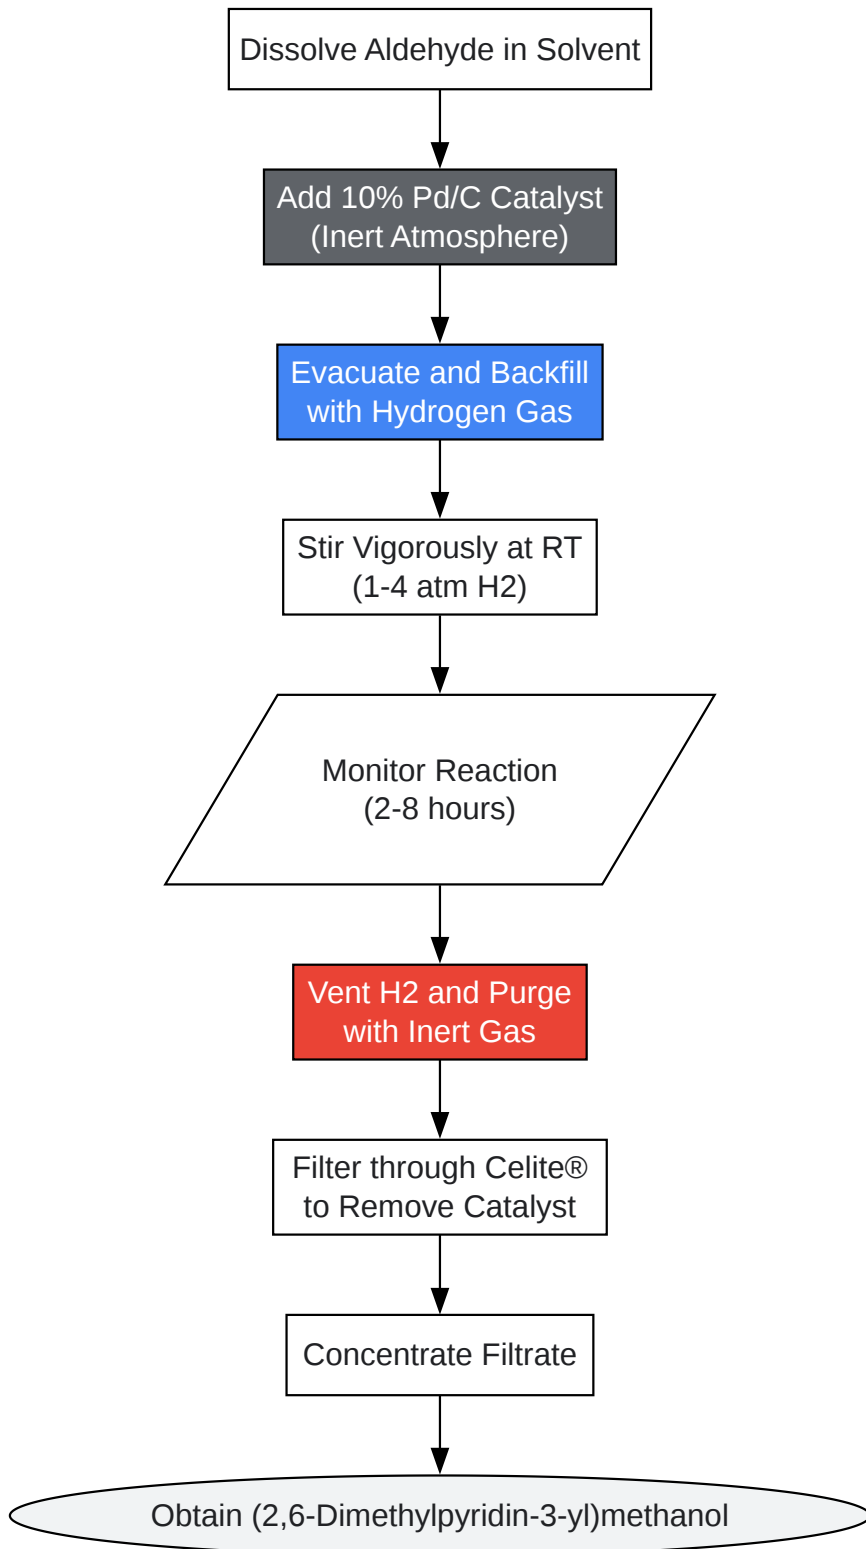 Dissolve Aldehyde in Solvent
Add 10% Pd/C Catalyst
(Inert Atmosphere)
Evacuate and Backfill
with Hydrogen Gas
Stir Vigorously at RT
(1-4 atm H2)
Monitor Reaction
(2-8 hours)
Vent H2 and Purge
with Inert Gas
Filter through Celite®
to Remove Catalyst
Concentrate Filtrate
Obtain (2,6-Dimethylpyridin-3-yl)methanol